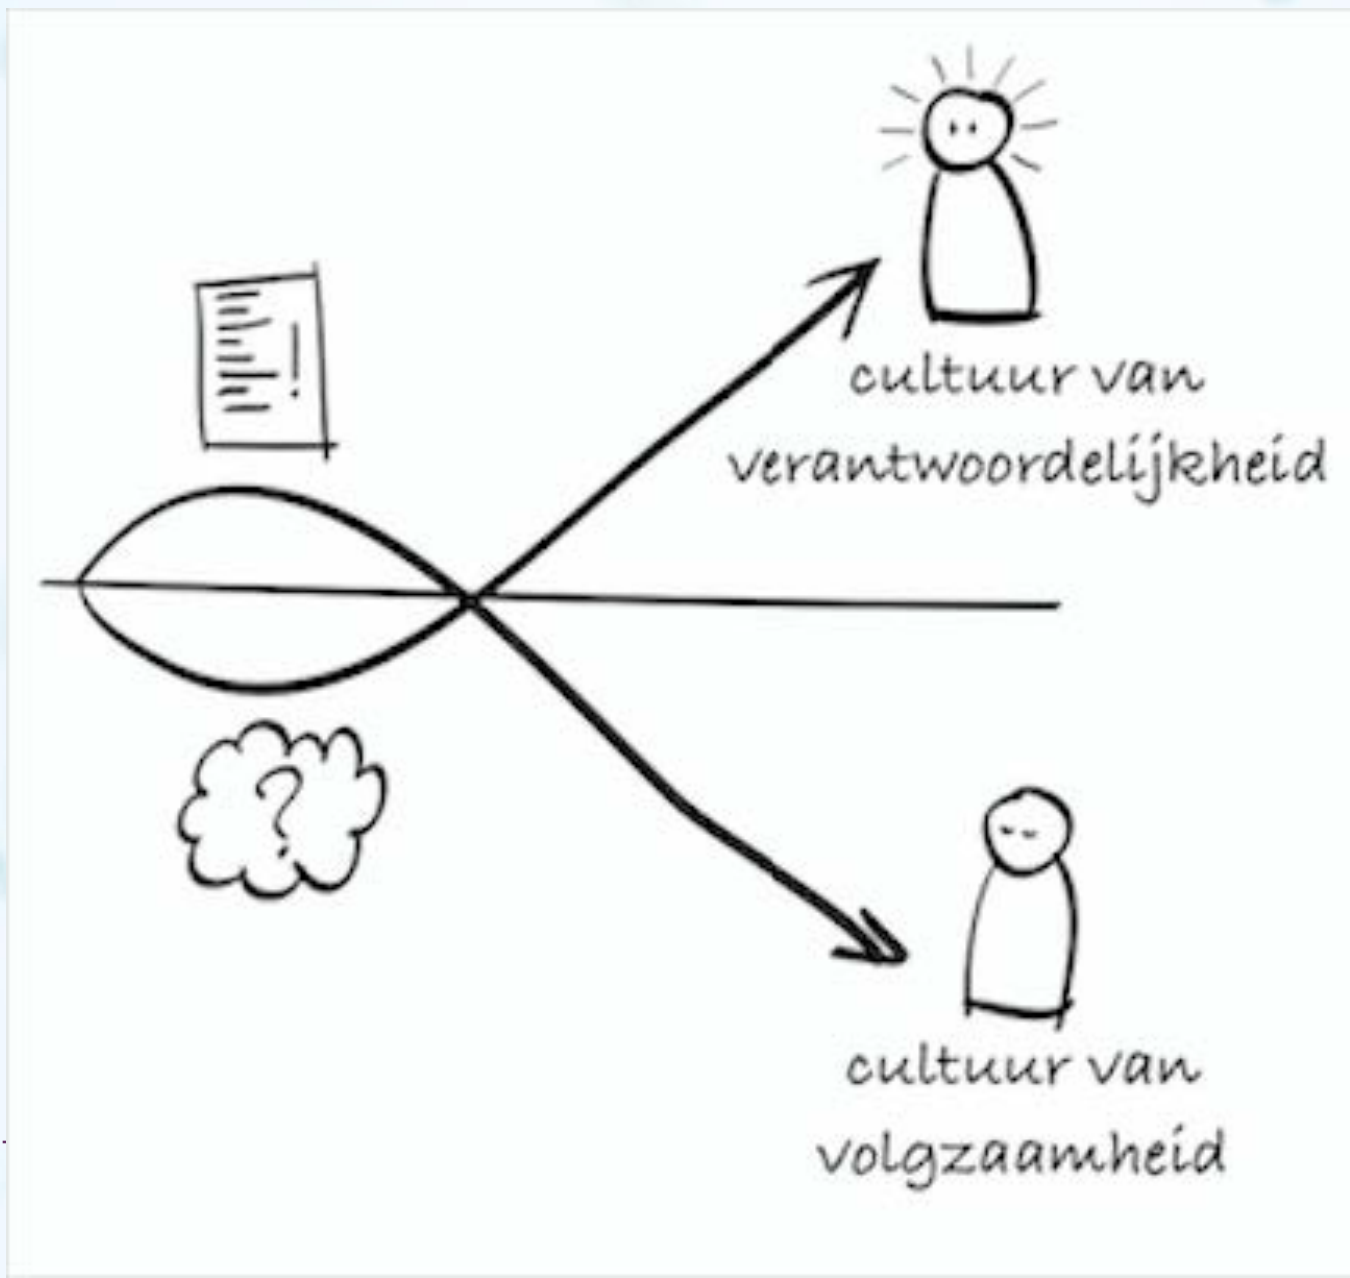 !
cultuur van
verantwoordelijkheid
?
cultuur van
volgzaamheid